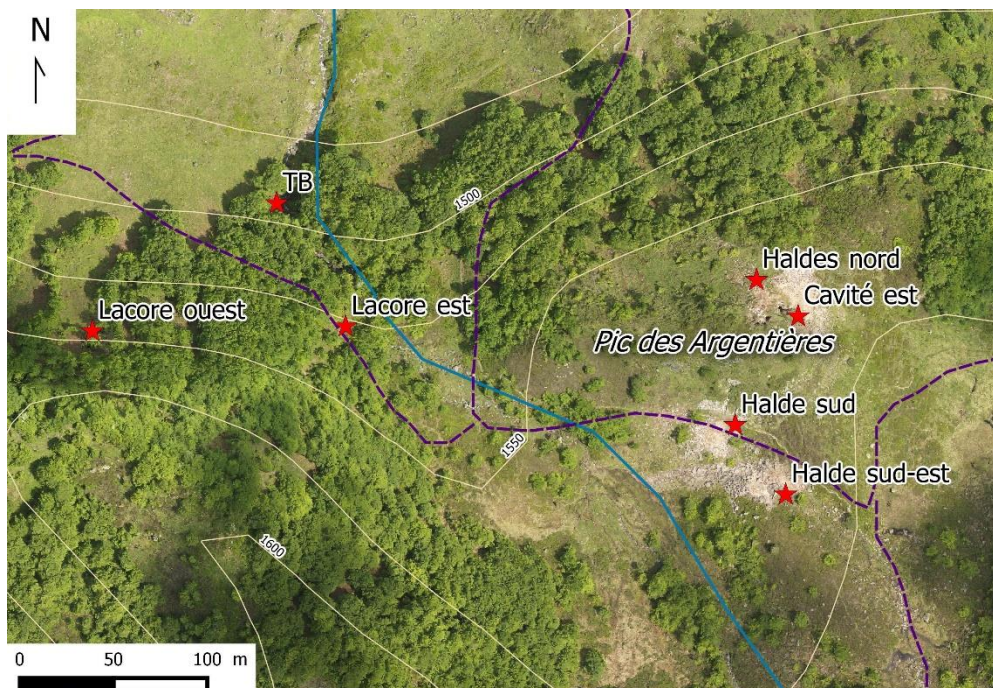 N
TB
1500
Haldes nord
Lacore ouest
Lacore est
Cavité est
Pic des Argentières
Halde sud
1550
Halde sud-est
1600
0 50 100 m